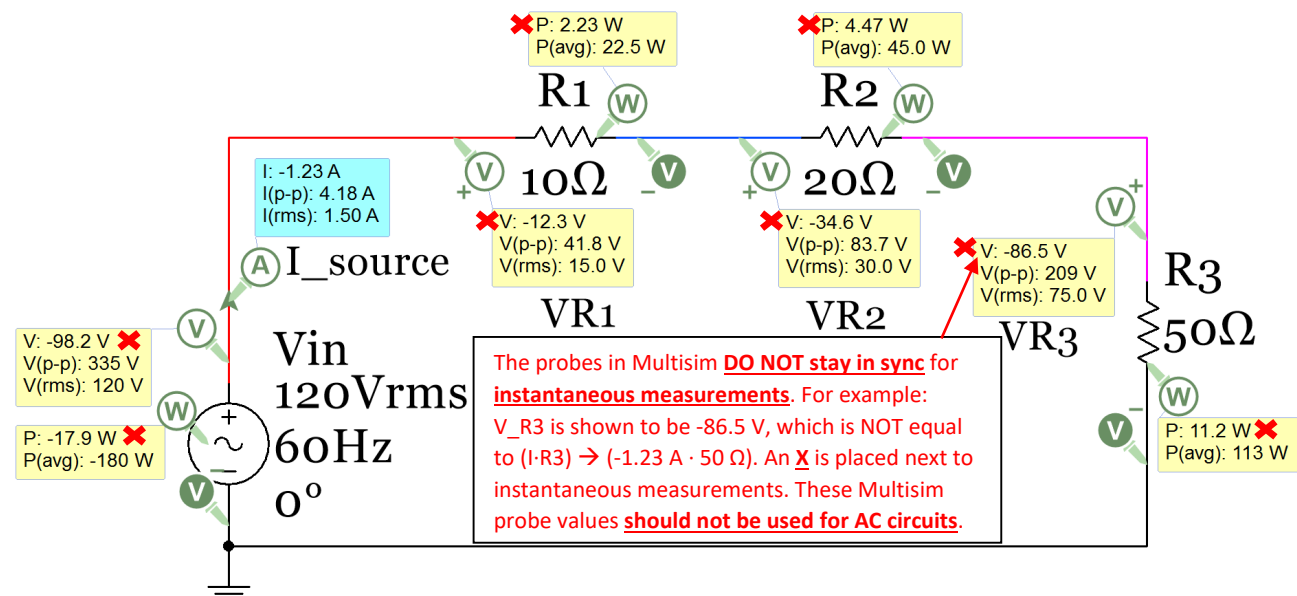 P: 2.23 W
P(avg): 22.5 W
P: 4.47 W
P(avg): 45.0 W
R1
W
R2
W
I: -1.23 A
I(p-p): 4.18 A
I(rms): 1.50 A
V
+
10Ω
V
−
V
+
20Ω
V
−
V
+
V: -12.3 V
V(p-p): 41.8 V
V(rms): 15.0 V
V: -34.6 V
V(p-p): 83.7 V
V(rms): 30.0 V
V: -86.5 V
V(p-p): 209 V
V(rms): 75.0 V
A
I_source
R3
50Ω
VR1
VR2
VR3
V
V: -98.2 V
V(p-p): 335 V
V(rms): 120 V
Vin
120Vrms
60Hz
0°
W
+
−
P: -17.9 W
P(avg): -180 W
V
−
The probes in Multisim DO NOT stay in sync for
instantaneous measurements. For example:
V_R3 is shown to be -86.5 V, which is NOT equal
to (I·R3) → (-1.23 A · 50 Ω). An X is placed next to
instantaneous measurements. These Multisim
probe values should not be used for AC circuits.
W
V
−
P: 11.2 W
P(avg): 113 W